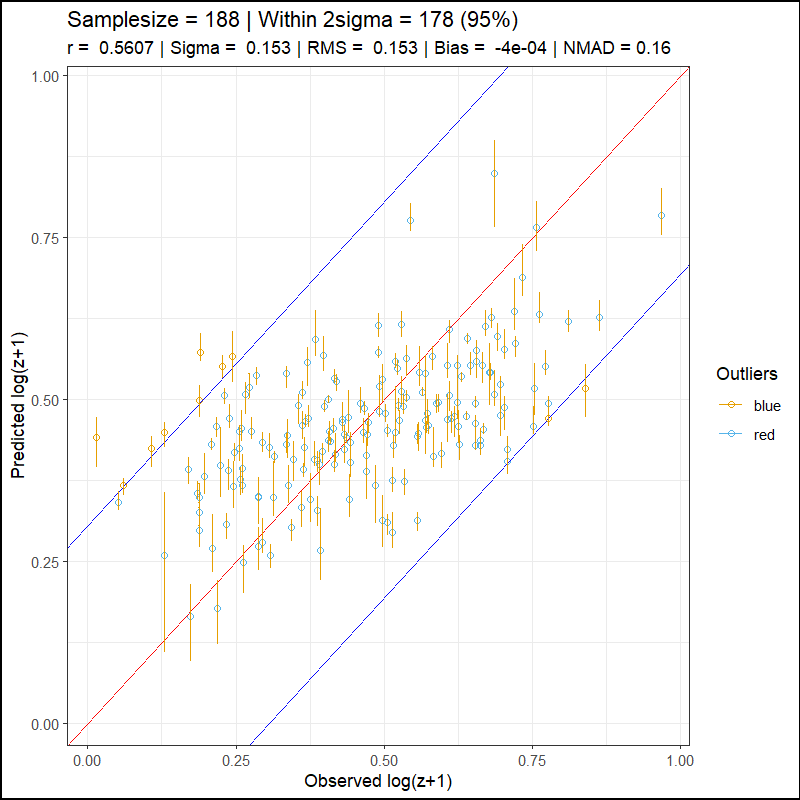 Samplesize = 188 | Within 2sigma = 178 (95%)
r = 0.5607 | Sigma = 0.153 | RMS = 0.153 | Bias = -4e-04 | NMAD = 0.16
1.00
0.75
0.50
0.25
0.00
Predicted log(z+1)
0.00 0.25 0.50 0.75 1.00
Observed log(z+1)
Outliers
blue
red